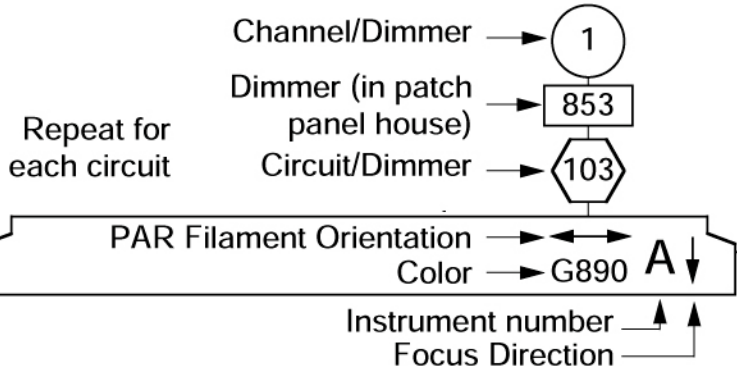 Channel/Dimmer
1
Dimmer (in patch
panel house)
853
Repeat for
each circuit
Circuit/Dimmer
103
PAR Filament Orientation
Color
G890
A
Instrument number
Focus Direction